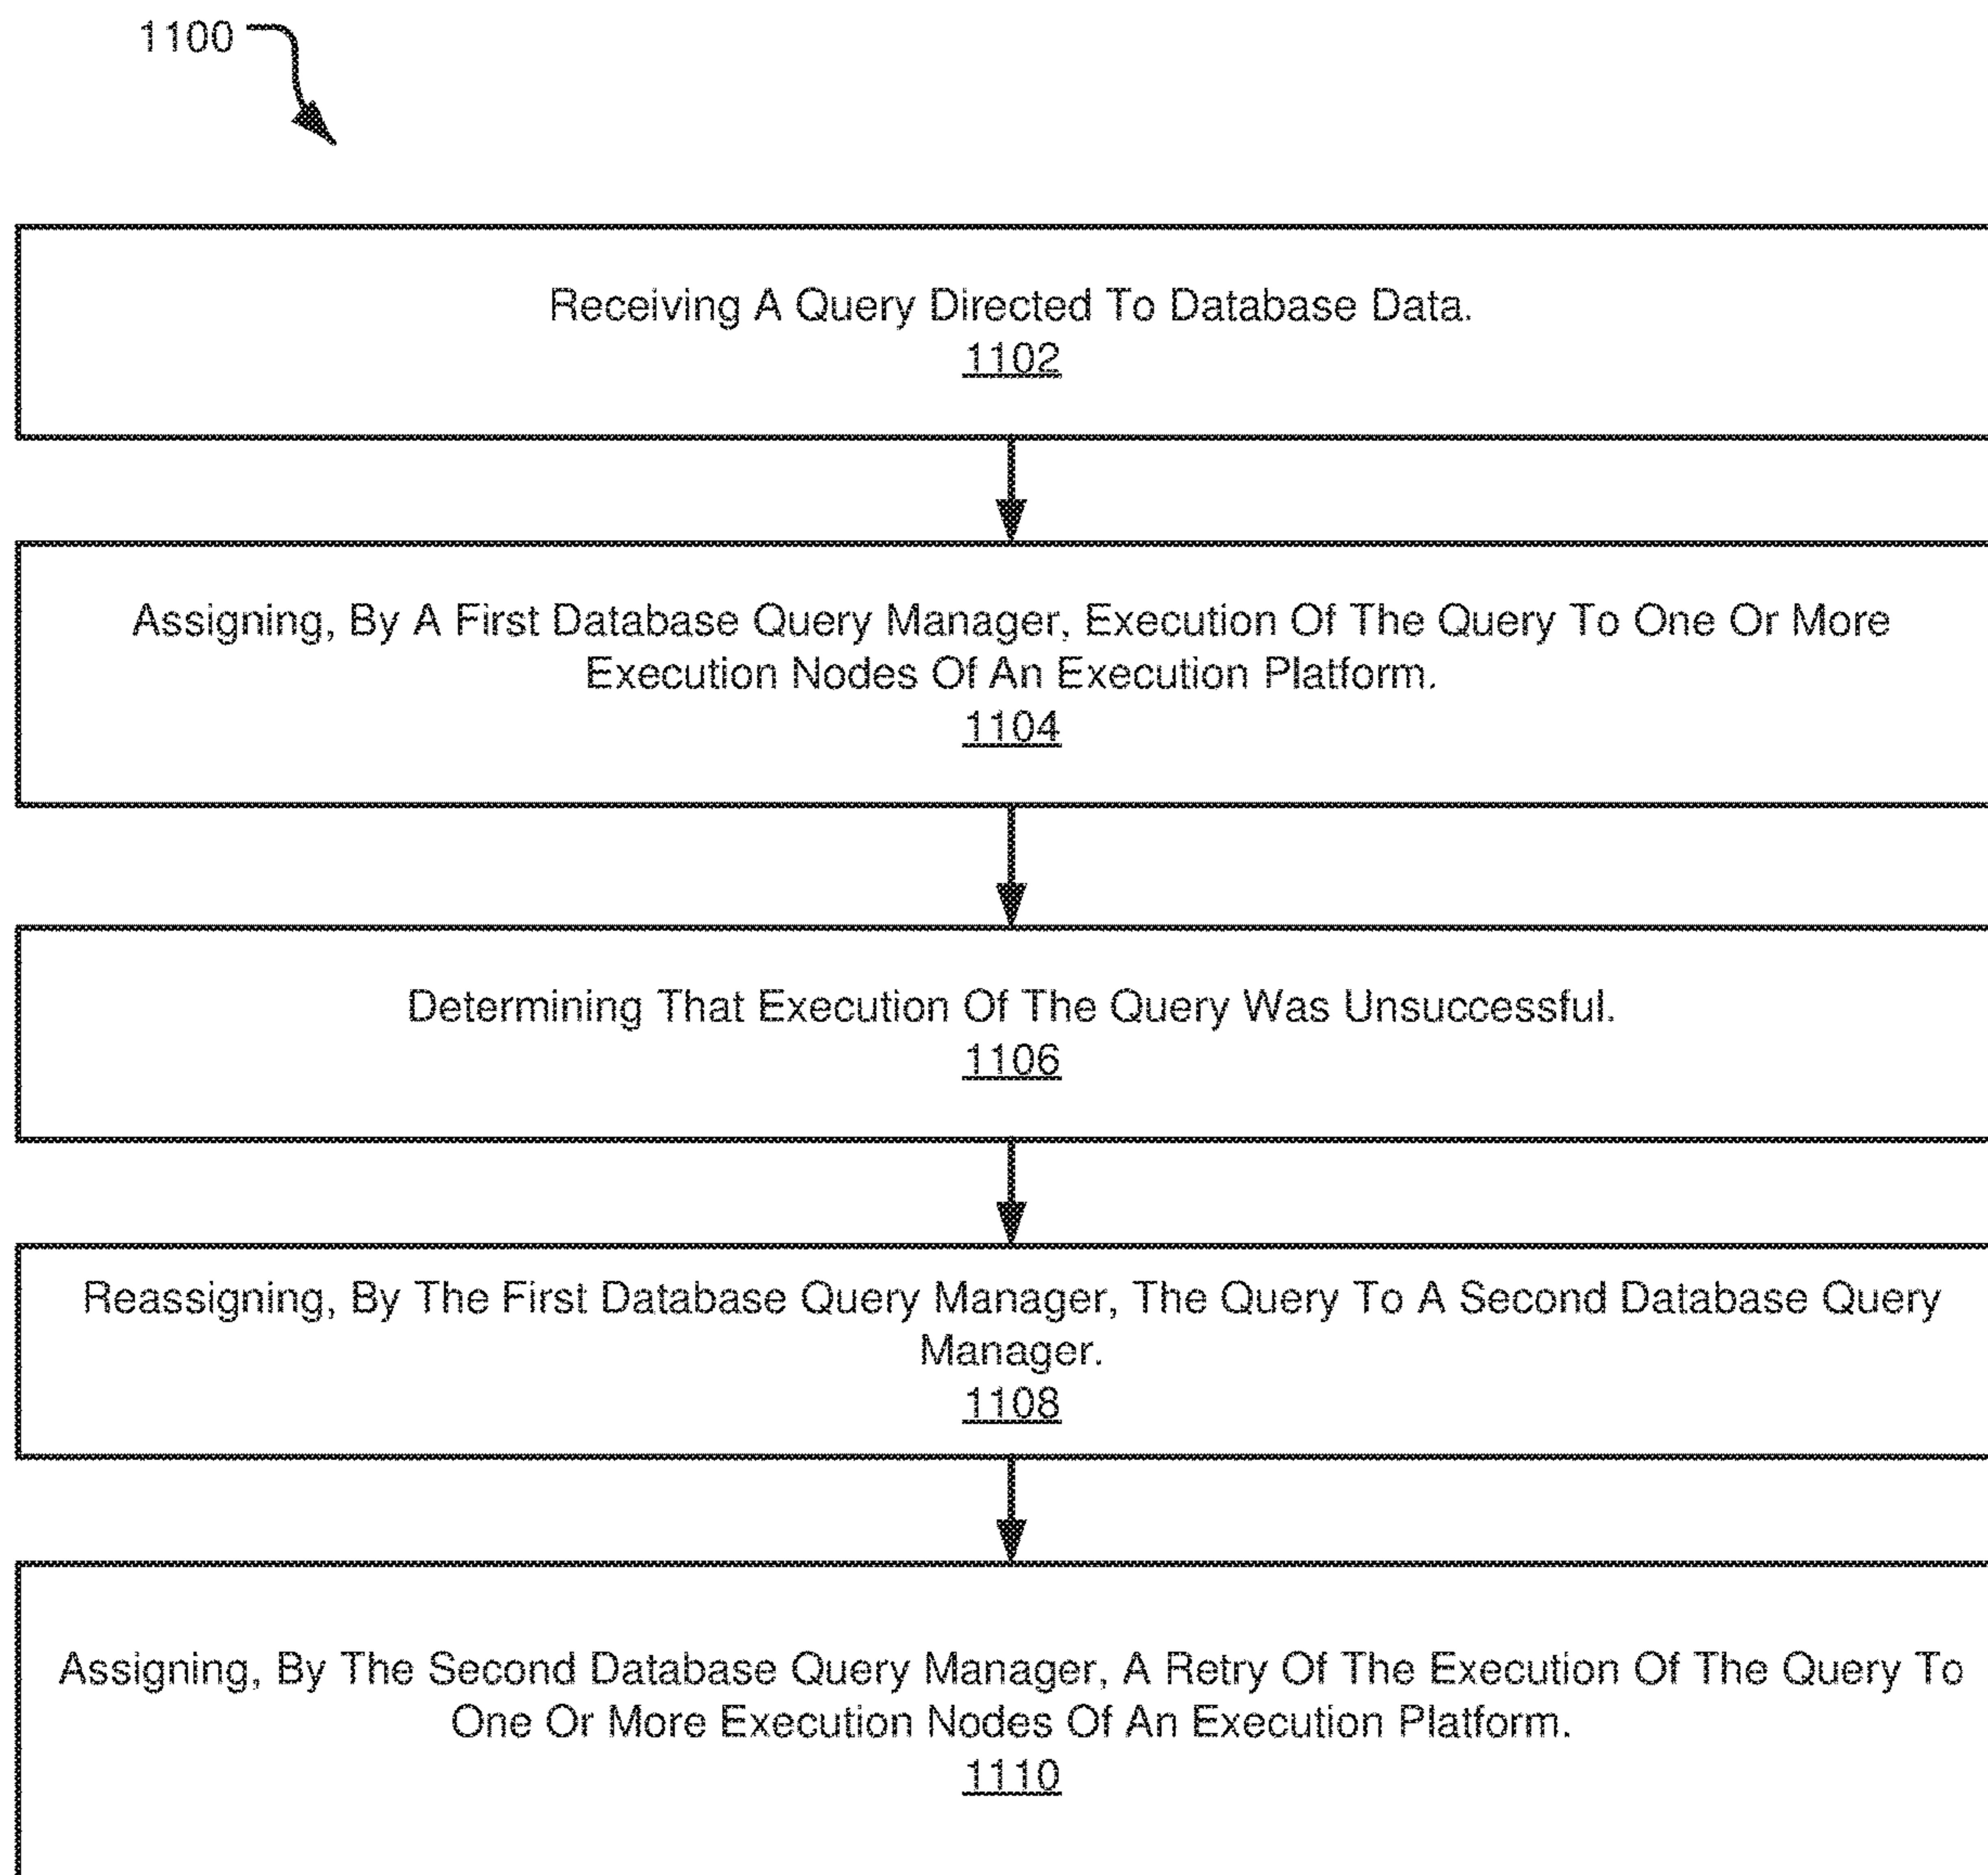 1100
Receiving A Query Directed To Database Data.
1102
Assigning, By A First Database Query Manager, Execution Of The Query To One Or More
Execution Nodes Of An Execution Platform.
1104
Determining That Execution Of The Query Was Unsuccessful.
1106
Reassigning, By The First Database Query Manager, The Query To A Second Database Query
Manager.
1108
Assigning, By The Second Database Query Manager, A Retry Of The Execution Of The Query To
One Or More Execution Nodes Of An Execution Platform.
1110